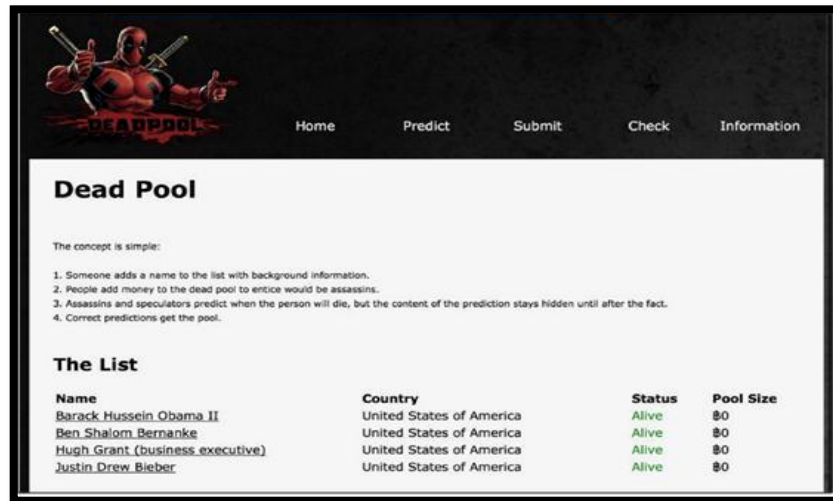 DEADPOOL
Home Predict Submit Check Information
Dead Pool
The concept is simple:
1. Someone adds a name to the list with background information.
2. People add money to the dead pool to entice would be assassins.
3. Assassins and speculators predict when the person will die, but the content of the prediction stays hidden until after the fact.
4. Correct predictions get the pool.
The List
Name Country Status Pool Size
Barack Hussein Obama II United States of America Alive ฿0
Ben Shalom Bernanke United States of America Alive ฿0
Hugh Grant (business executive) United States of America Alive ฿0
Justin Drew Bieber United States of America Alive ฿0